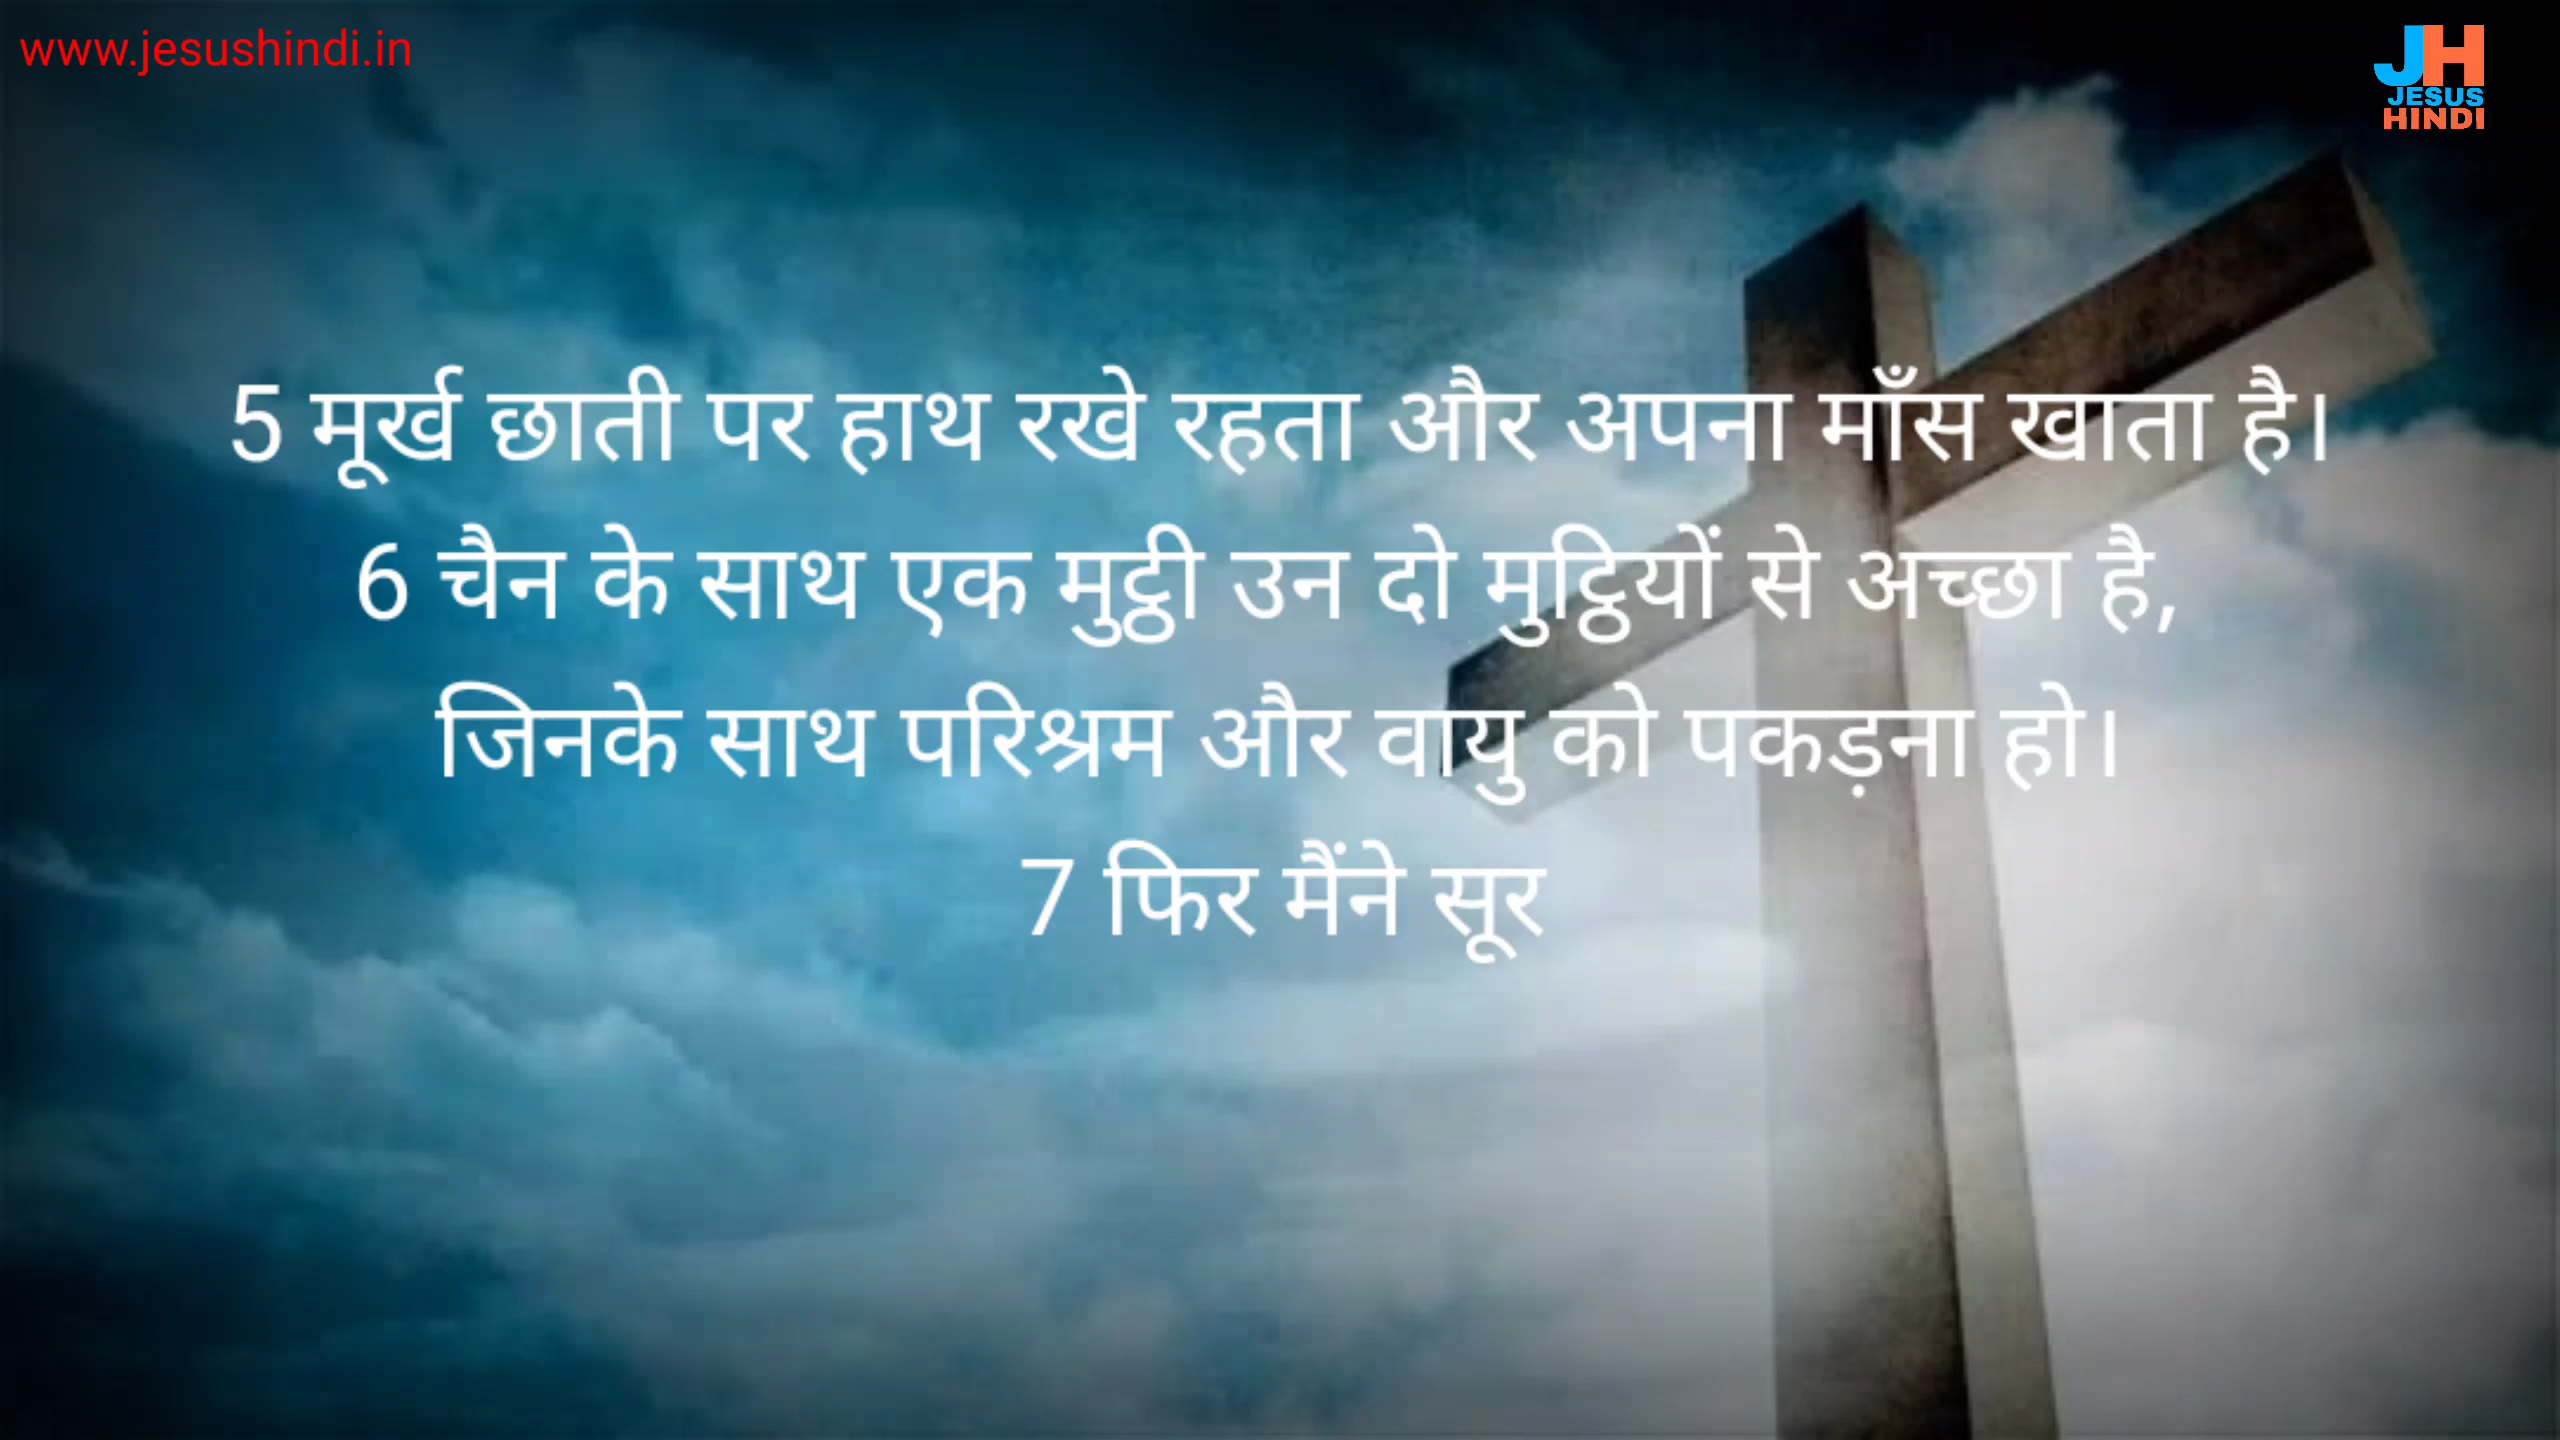 www.jesushindi.in
JH
JESUS
HINDI
5 मूर्ख छाती पर हाथ रखे रहता और अपना माँस खाता है।
6 चैन के साथ एक मुट्ठी उन दो मुट्ठियों से अच्छा है,
जिनके साथ परिश्रम और वायु को पकड़ना हो।
7 फिर मैंने सूर